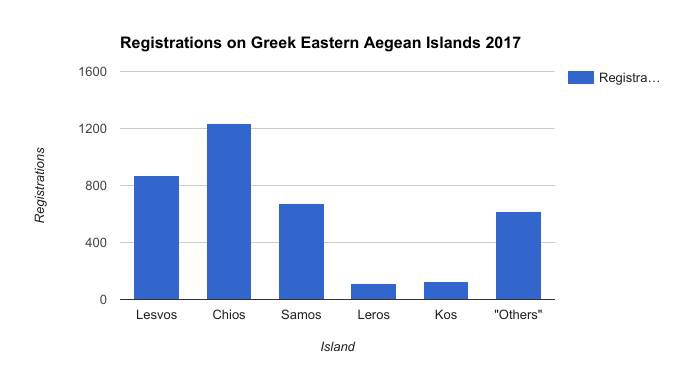 Registrations on Greek Eastern Aegean Islands 2017
1600
Registra…
1200
800
400
0
Registrations
Lesvos Chios Samos Leros Kos "Others"
Island